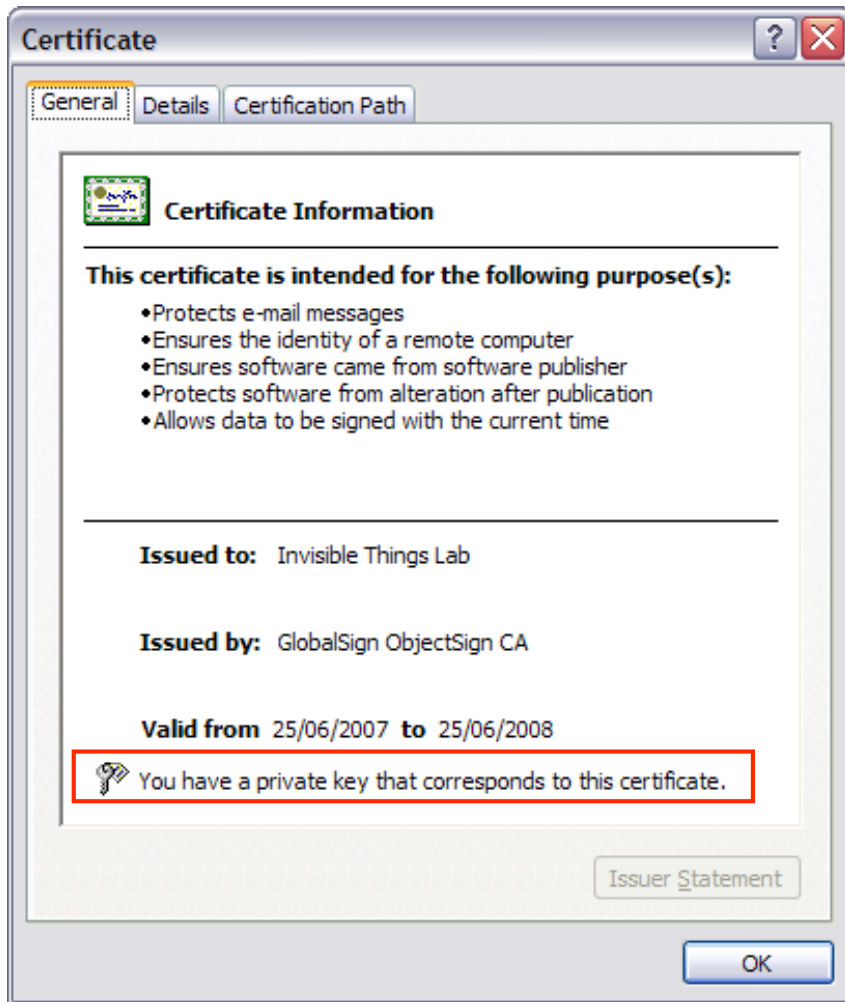 Certificate
General Details Certification Path
Certificate Information
This certificate is intended for the following purpose(s):
•Protects e-mail messages
•Ensures the identity of a remote computer
•Ensures software came from software publisher
•Protects software from alteration after publication
•Allows data to be signed with the current time
Issued to: Invisible Things Lab
Issued by: GlobalSign ObjectSign CA
Valid from 25/06/2007 to 25/06/2008
You have a private key that corresponds to this certificate.
Issuer Statement
OK